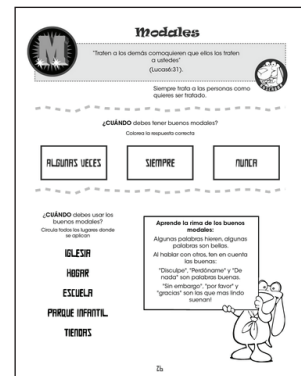 Modales
M
"Traten a los demás comoquieren que ellos los traten
a ustedes"
(Lucas6:31).
Siempre trata a las personas como
quieres ser tratado.
¿CUÁNDO debes tener buenos modales?
Colorea la respuesta correcta
ALGUNAS VECES
SIEMPRE
NUNCA
¿CUÁNDO debes usar los
buenos modales?
Circula todos los lugares donde
se aplican
IGLESIA
HOGAR
ESCUELA
PARQUE INFANTIL
TIENDAS
Aprende la rima de los buenos
modales:
Algunas palabras hieren, algunas
palabras son bellas.
Al hablar con otros, ten en cuenta
las buenas:
"Disculpe", "Perdóname" y "De
nada" son palabras buenas.
"Sin embargo", "por favor" y
"gracias" son las que mas lindo
suenan!
26